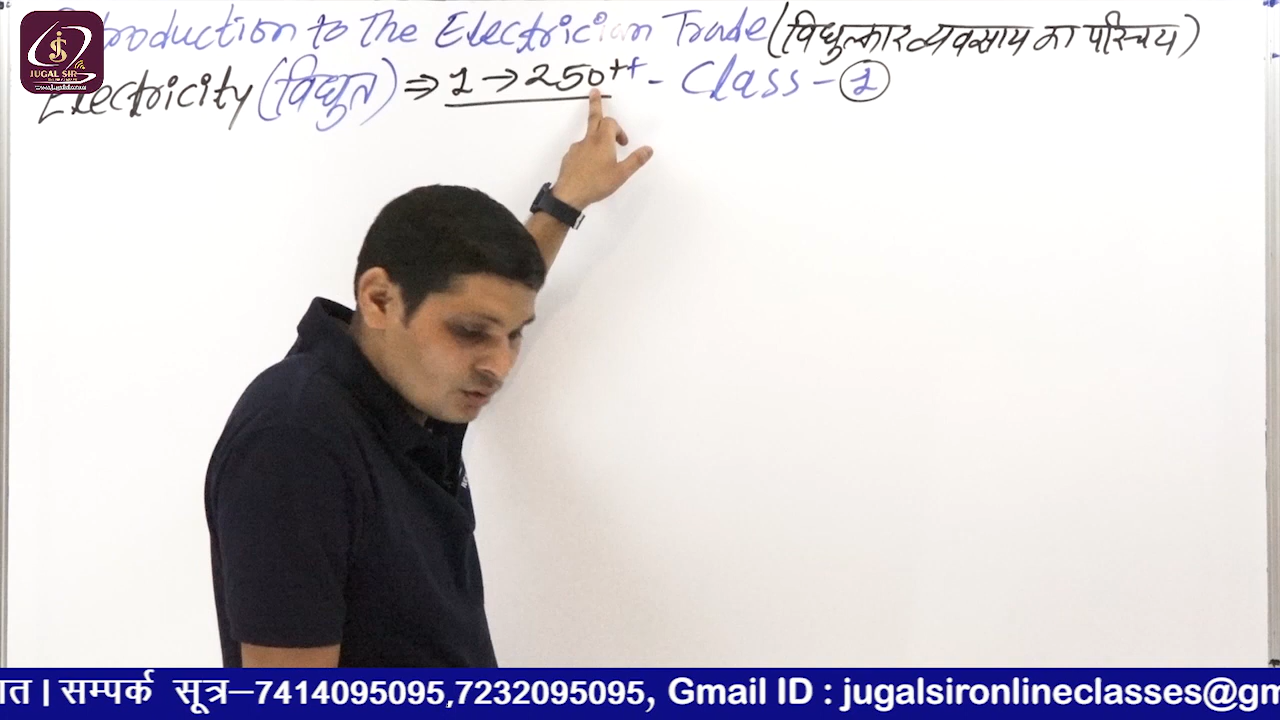 JUGAL SIR
Introduction to The Electrician Trade (विधुत्कार व्यवसाय का परिचय)
Electricity (विधुत) ⇒ 1 → 250++ - Class - 1
सम्पर्क सूत्र–7414095095,7232095095, Gmail ID : jugalsironlineclasses@gm